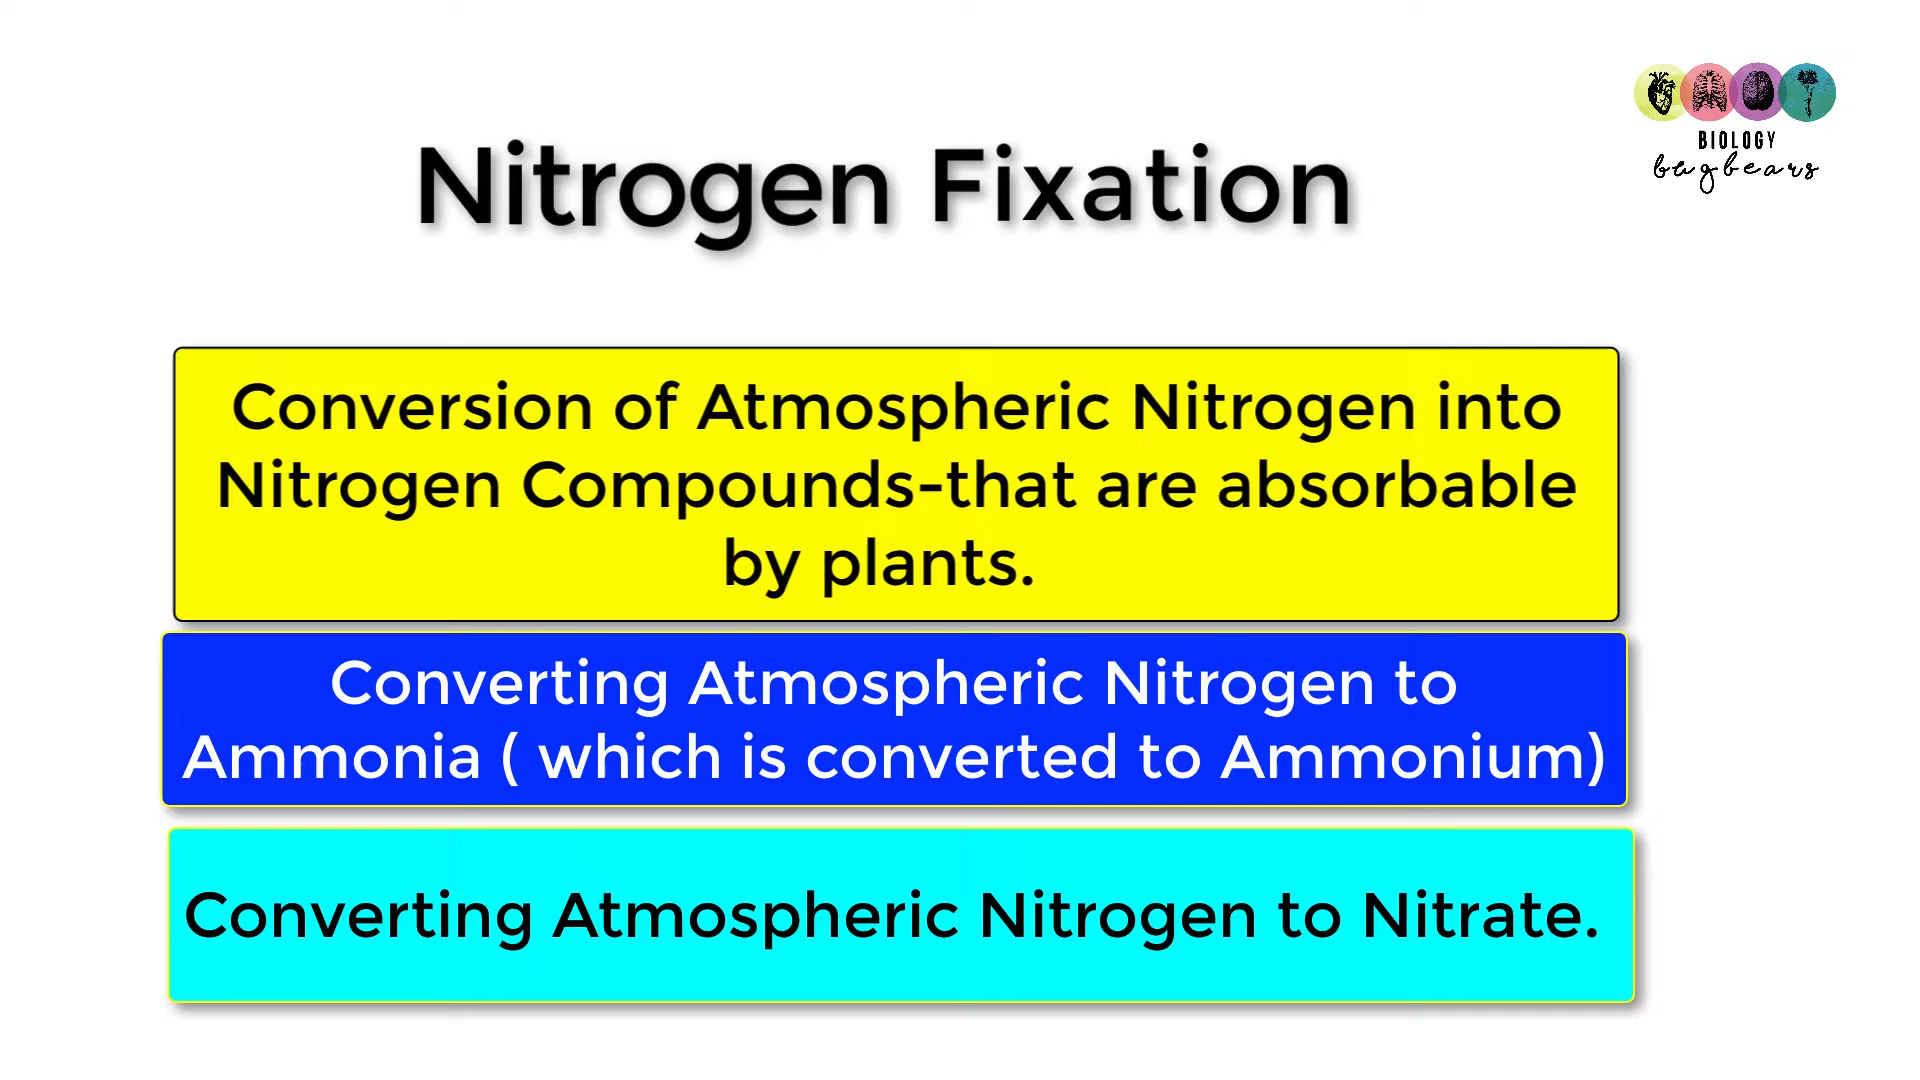 BIOLOGY
bugbears
Nitrogen Fixation
Conversion of Atmospheric Nitrogen into
Nitrogen Compounds-that are absorbable
by plants.
Converting Atmospheric Nitrogen to
Ammonia ( which is converted to Ammonium)
Converting Atmospheric Nitrogen to Nitrate.